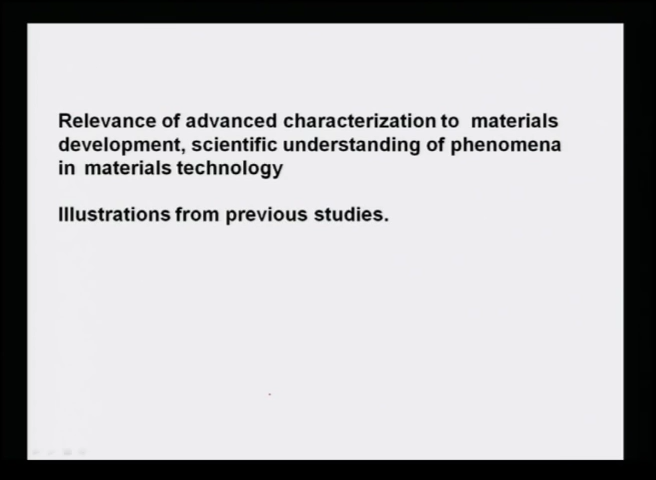 Relevance of advanced characterization to materials
development, scientific understanding of phenomena
in materials technology
Illustrations from previous studies.